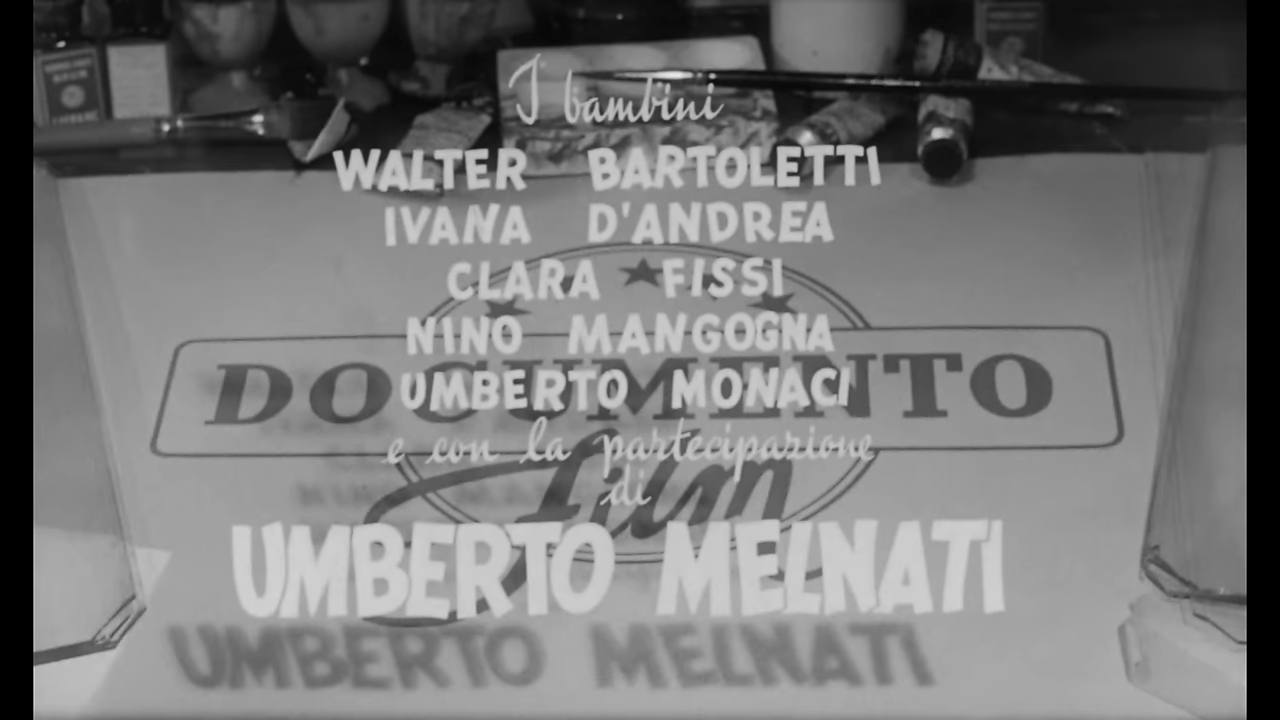 I bambini
WALTER BARTOLETTI
IVANA D'ANDREA
CLARA FISSI
NINO MANGOGNA
UMBERTO MONACI
DOCUMENTO
e con la partecipazione
di
film
UMBERTO MELNATI
UMBERTO MELNATI